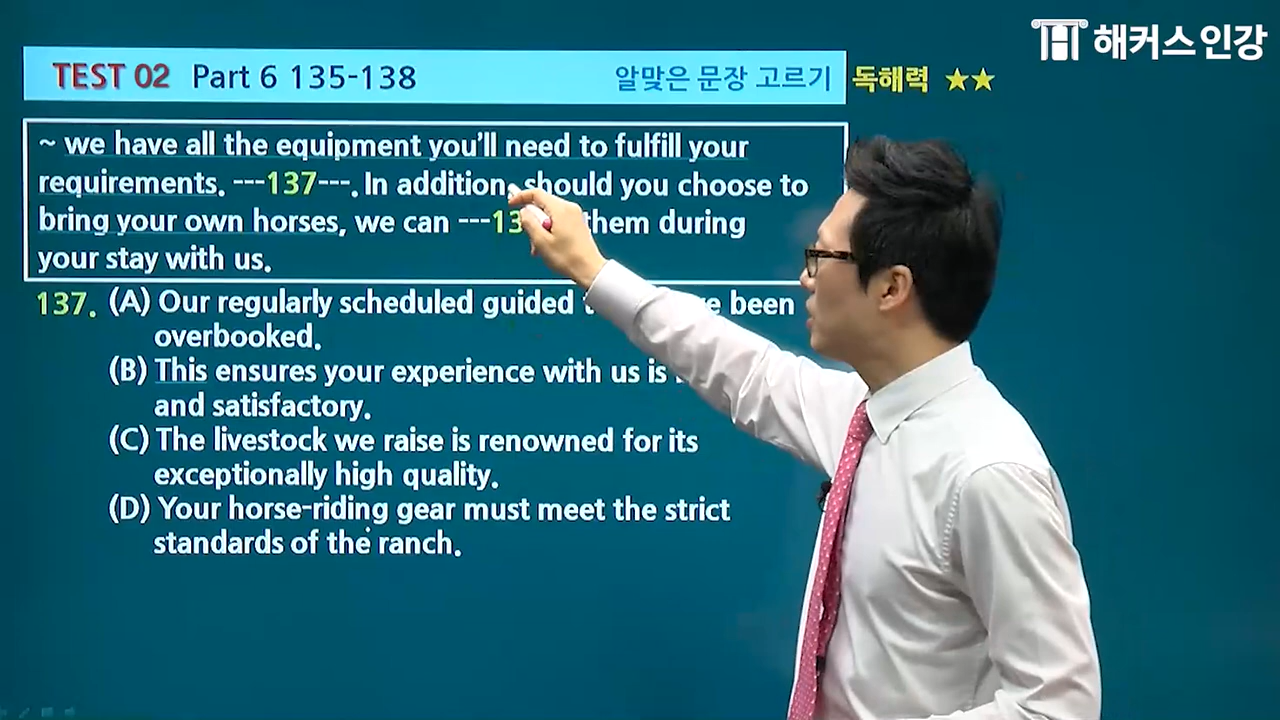 해커스인강
TEST 02 Part 6 135-138 알맞은 문장 고르기 독해력 ★★
~ we have all the equipment you'll need to fulfill your
requirements. ---137---. In addition, should you choose to
bring your own horses, we can ---13 them during
your stay with us.
137. (A) Our regularly scheduled guided been
overbooked.
(B) This ensures your experience with us is
and satisfactory.
(C) The livestock we raise is renowned for its
exceptionally high quality.
(D) Your horse-riding gear must meet the strict
standards of the ranch.